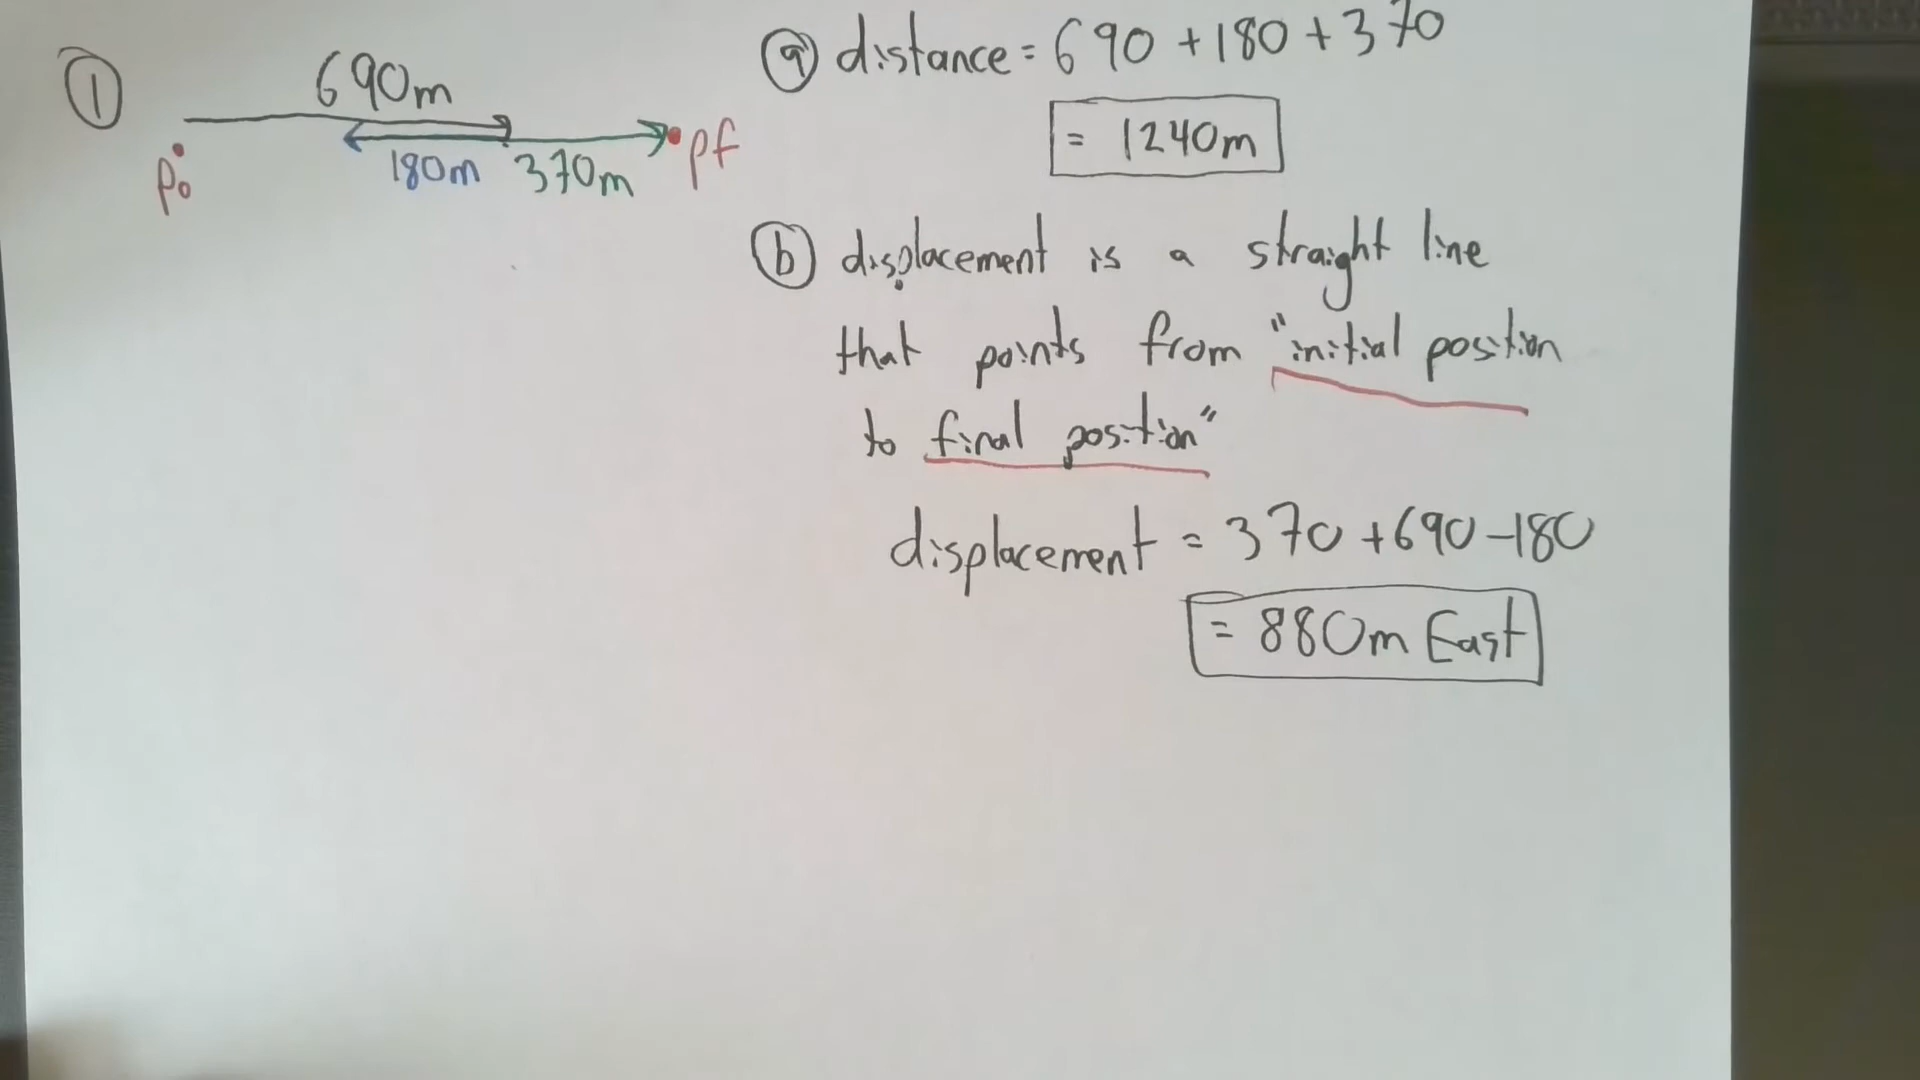 ① 690m
p₀ 180m 370m pf
ⓐ distance = 690 + 180 + 370
= 1240m
ⓑ displacement is a straight line
that points from "initial position
to final position"
displacement = 370 + 690 - 180
= 880m East